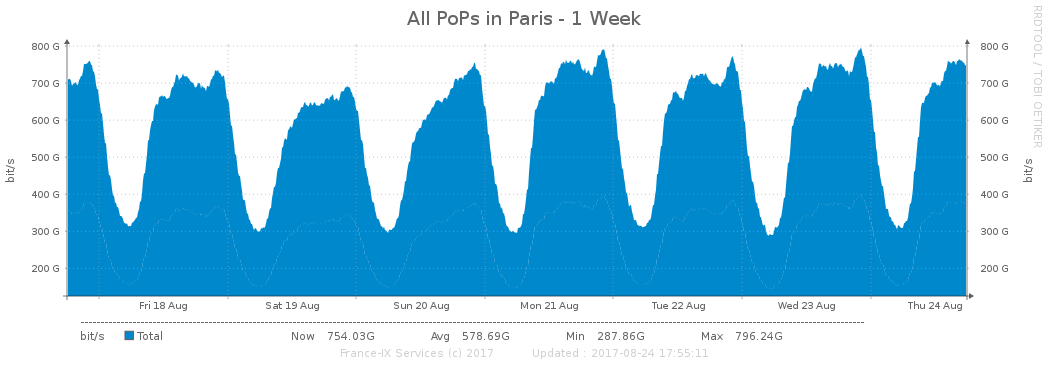 All PoPs in Paris - 1 Week
RRDTOOL / TOBI OETIKER
800 G 800 G
700 G 700 G
600 G 600 G
500 G 500 G
400 G 400 G
300 G 300 G
200 G 200 G
bit/s
bit/s
Fri 18 Aug Sat 19 Aug Sun 20 Aug Mon 21 Aug Tue 22 Aug Wed 23 Aug Thu 24 Aug
bit/s Total Now 754.03G Avg 578.69G Min 287.86G Max 796.24G
France-IX Services (c) 2017 Updated : 2017-08-24 17:55:11